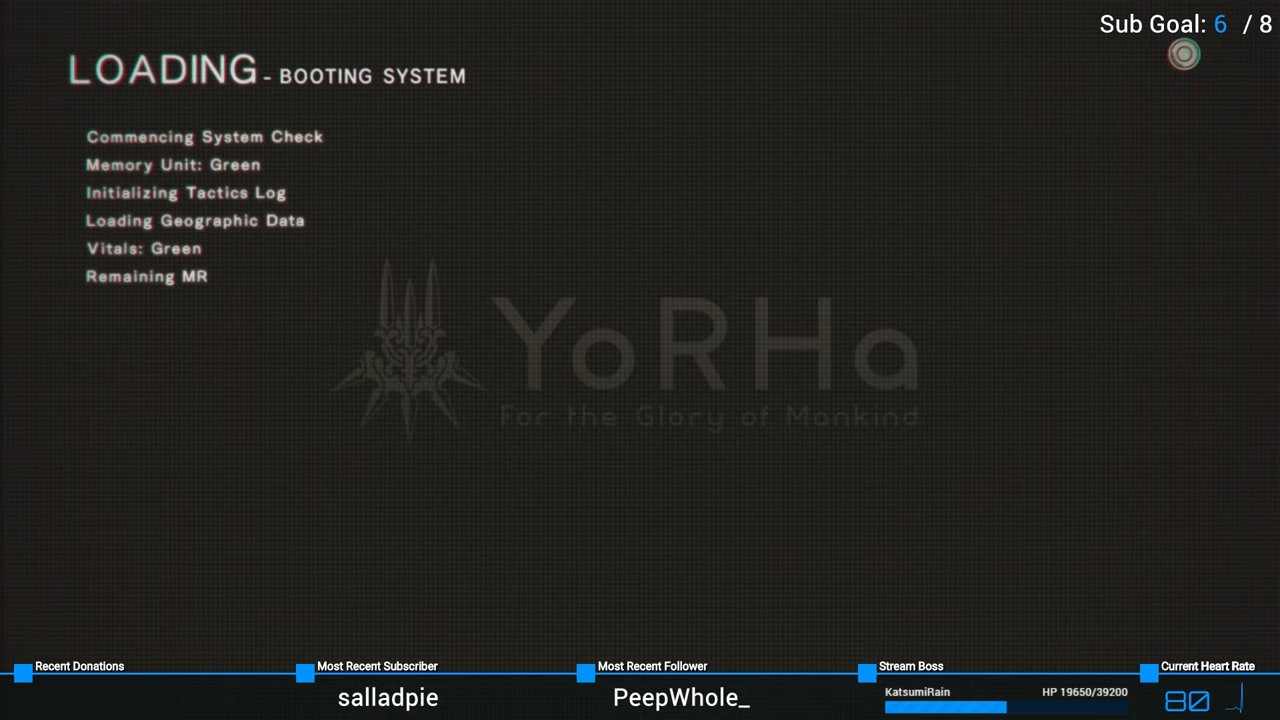 Sub Goal: 6 / 8
LOADING - BOOTING SYSTEM
Commencing System Check
Memory Unit: Green
Initializing Tactics Log
Loading Geographic Data
Vitals: Green
Remaining MR
YoRHa
For the Glory of Mankind
Recent Donations
Most Recent Subscriber
salladpie
Most Recent Follower
PeepWhole_
Stream Boss
KatsumiRain HP 19650/39200
Current Heart Rate
80